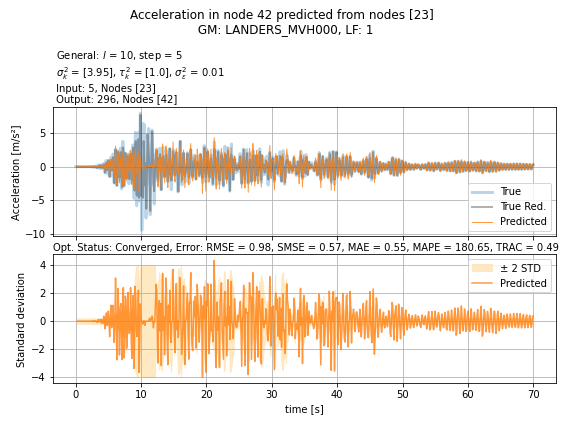 Acceleration in node 42 predicted from nodes [23]
GM: LANDERS_MVH000, LF: 1
General: l = 10, step = 5
σ²ₖ = [3.95], τ²ₖ = [1.0], σ²ε = 0.01
Input: 5, Nodes [23]
Output: 296, Nodes [42]
Acceleration [m/s²]
5
0
−5
−10
True
True Red.
Predicted
Opt. Status: Converged, Error: RMSE = 0.98, SMSE = 0.57, MAE = 0.55, MAPE = 180.65, TRAC = 0.49
Standard deviation
4
2
0
−2
−4
± 2 STD
Predicted
0 10 20 30 40 50 60 70
time [s]